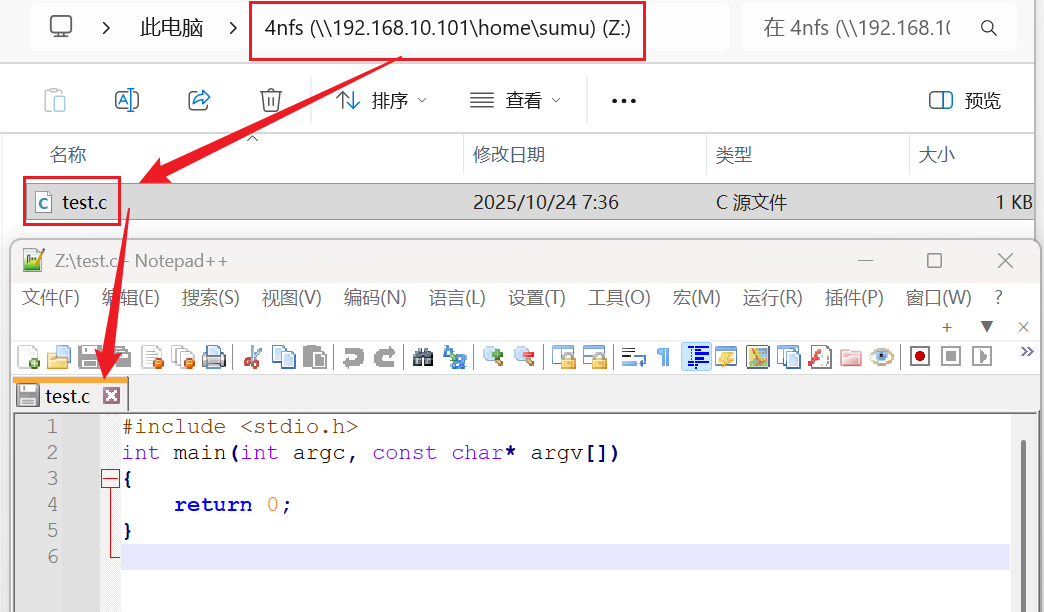 此电脑 4nfs (\\192.168.10.101\home\sumu) (Z:) 在 4nfs (\\192.168.10.
排序 查看 预览
名称 修改日期 类型 大小
test.c 2025/10/24 7:36 C 源文件 1 KB
Z:\test.c - Notepad++
文件(F) 编辑(E) 搜索(S) 视图(V) 编码(N) 语言(L) 设置(T) 工具(O) 宏(M) 运行(R) 插件(P) 窗口(W) ?
test.c
1 #include <stdio.h>
2 int main(int argc, const char* argv[])
3 {
4 return 0;
5 }
6